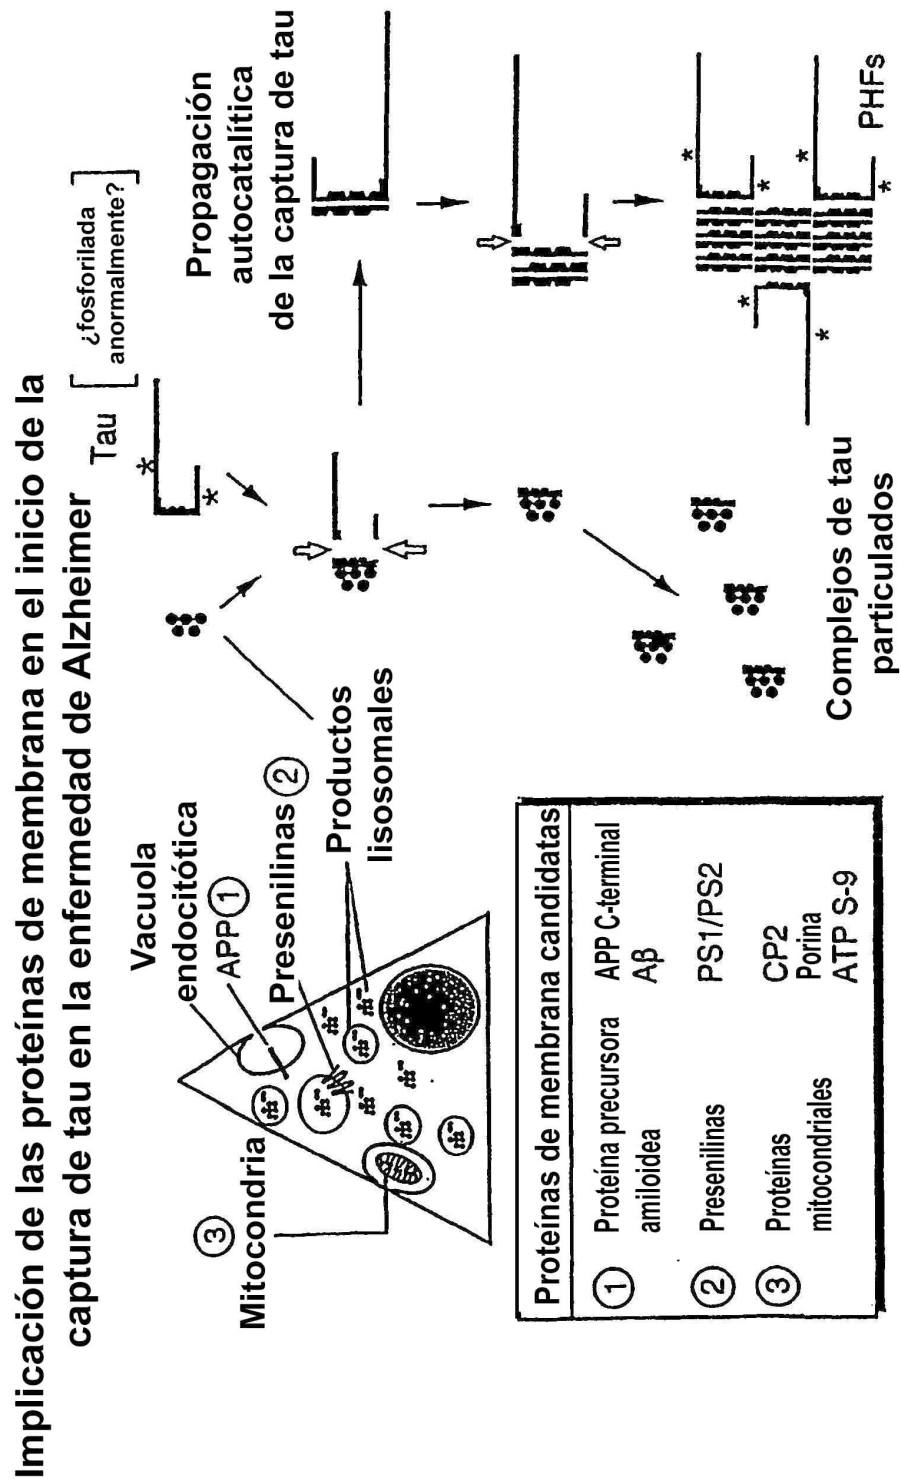 Implicación de las proteínas de membrana en el inicio de la
captura de tau en la enfermedad de Alzheimer
Tau
¿fosforilada
anormalmente?
Vacuola
endocitótica
APP 1
Presenilinas 2
Productos
lisosomales
3
Mitocondria
Propagación
autocatalítica
de la captura de tau
*
*
*
*
*
*
*
*
PHFs
Complejos de tau
particulados
Proteínas de membrana candidatas
1 Proteína precursora APP C-terminal
amiloidea Aβ
2 Presenilinas PS1/PS2
3 Proteínas CP2
mitocondriales Porina
ATP S-9